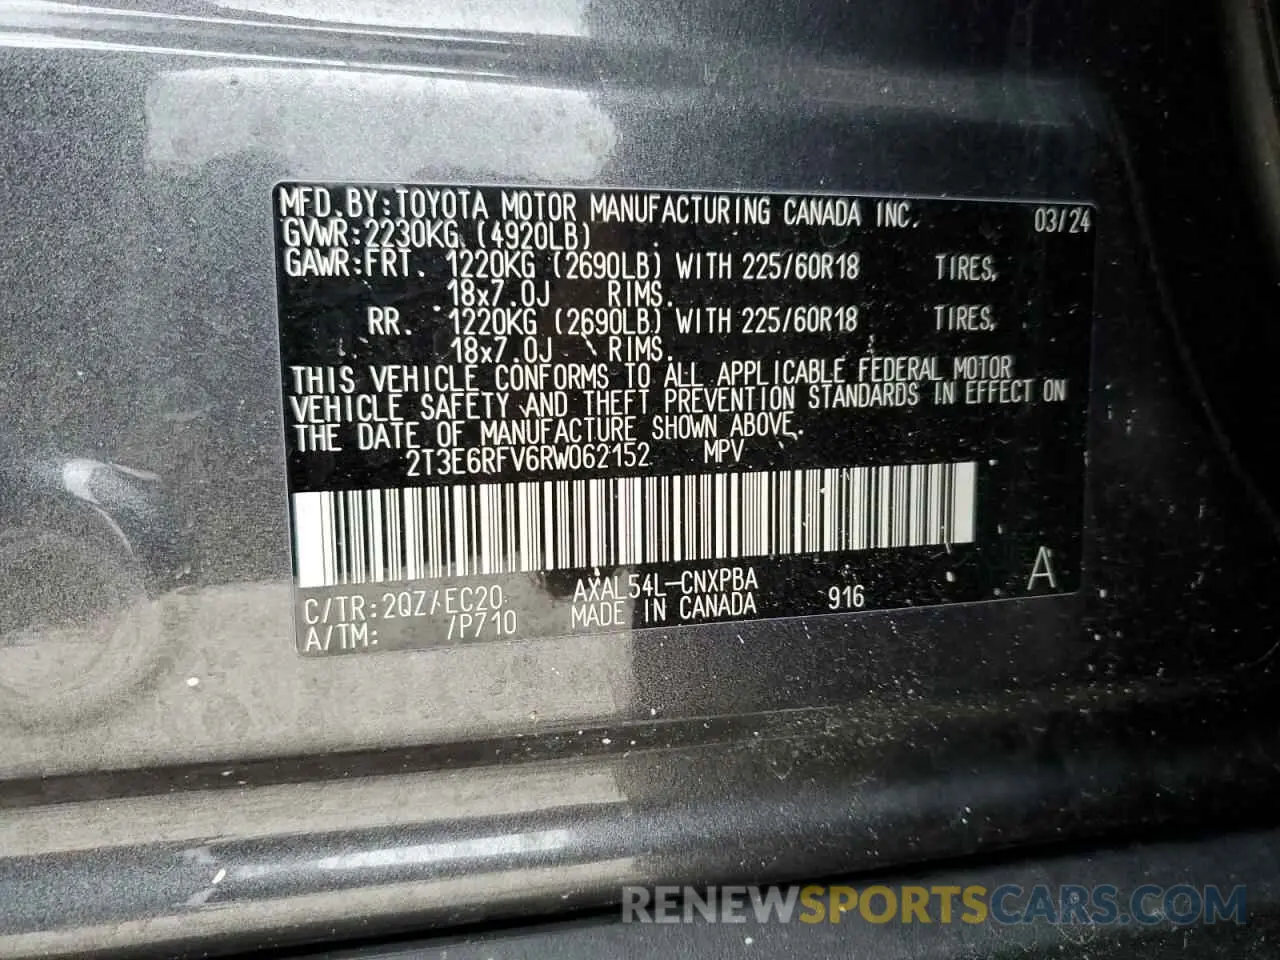 MFD.BY:TOYOTA MOTOR MANUFACTURING CANADA INC. 03/24
GVWR:2230KG (4920LB)
GAWR:FRT. 1220KG (2690LB) WITH 225/60R18 TIRES,
18x7.0J RIMS.
RR. 1220KG (2690LB) WITH 225/60R18 TIRES,
18x7.0J RIMS.
THIS VEHICLE CONFORMS TO ALL APPLICABLE FEDERAL MOTOR
VEHICLE SAFETY AND THEFT PREVENTION STANDARDS IN EFFECT ON
THE DATE OF MANUFACTURE SHOWN ABOVE.
2T3E6RFV6RW062152 MPV
C/TR:2QZ/EC20 AXAL54L-CNXPBA 916 A
A/TM: /P710 MADE IN CANADA
RENEWSPORTSCARS.COM